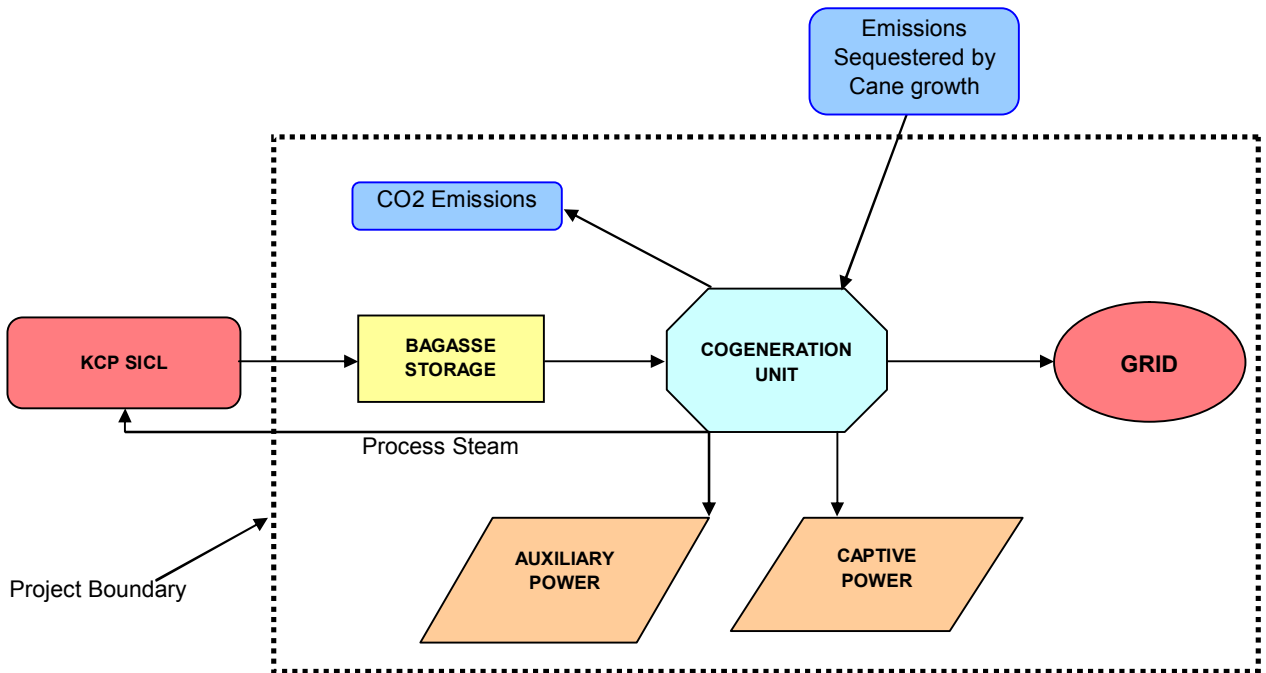 Emissions
Sequestered by
Cane growth
CO2 Emissions
KCP SICL
BAGASSE
STORAGE
COGENERATION
UNIT
GRID
Process Steam
AUXILIARY
POWER
CAPTIVE
POWER
Project Boundary